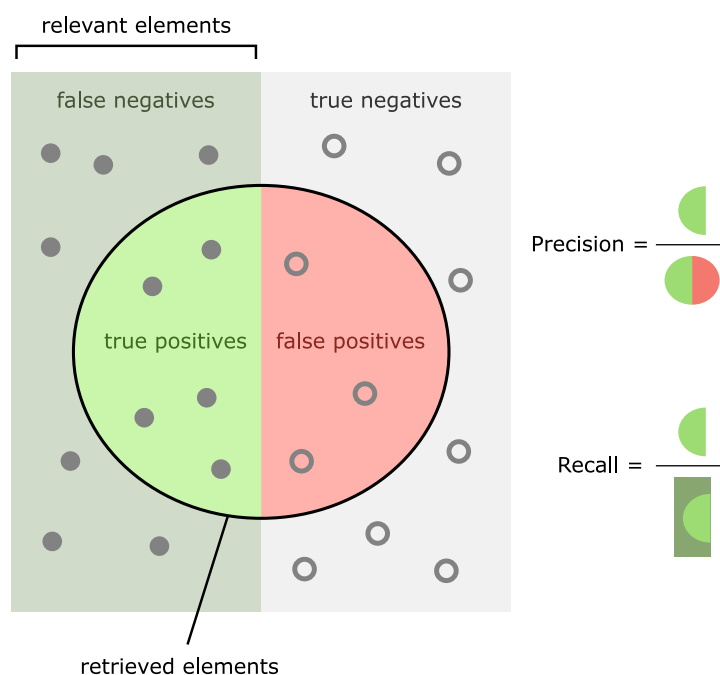 relevant elements
false negatives
true negatives
Precision =
true positives
false positives
Recall =
retrieved elements